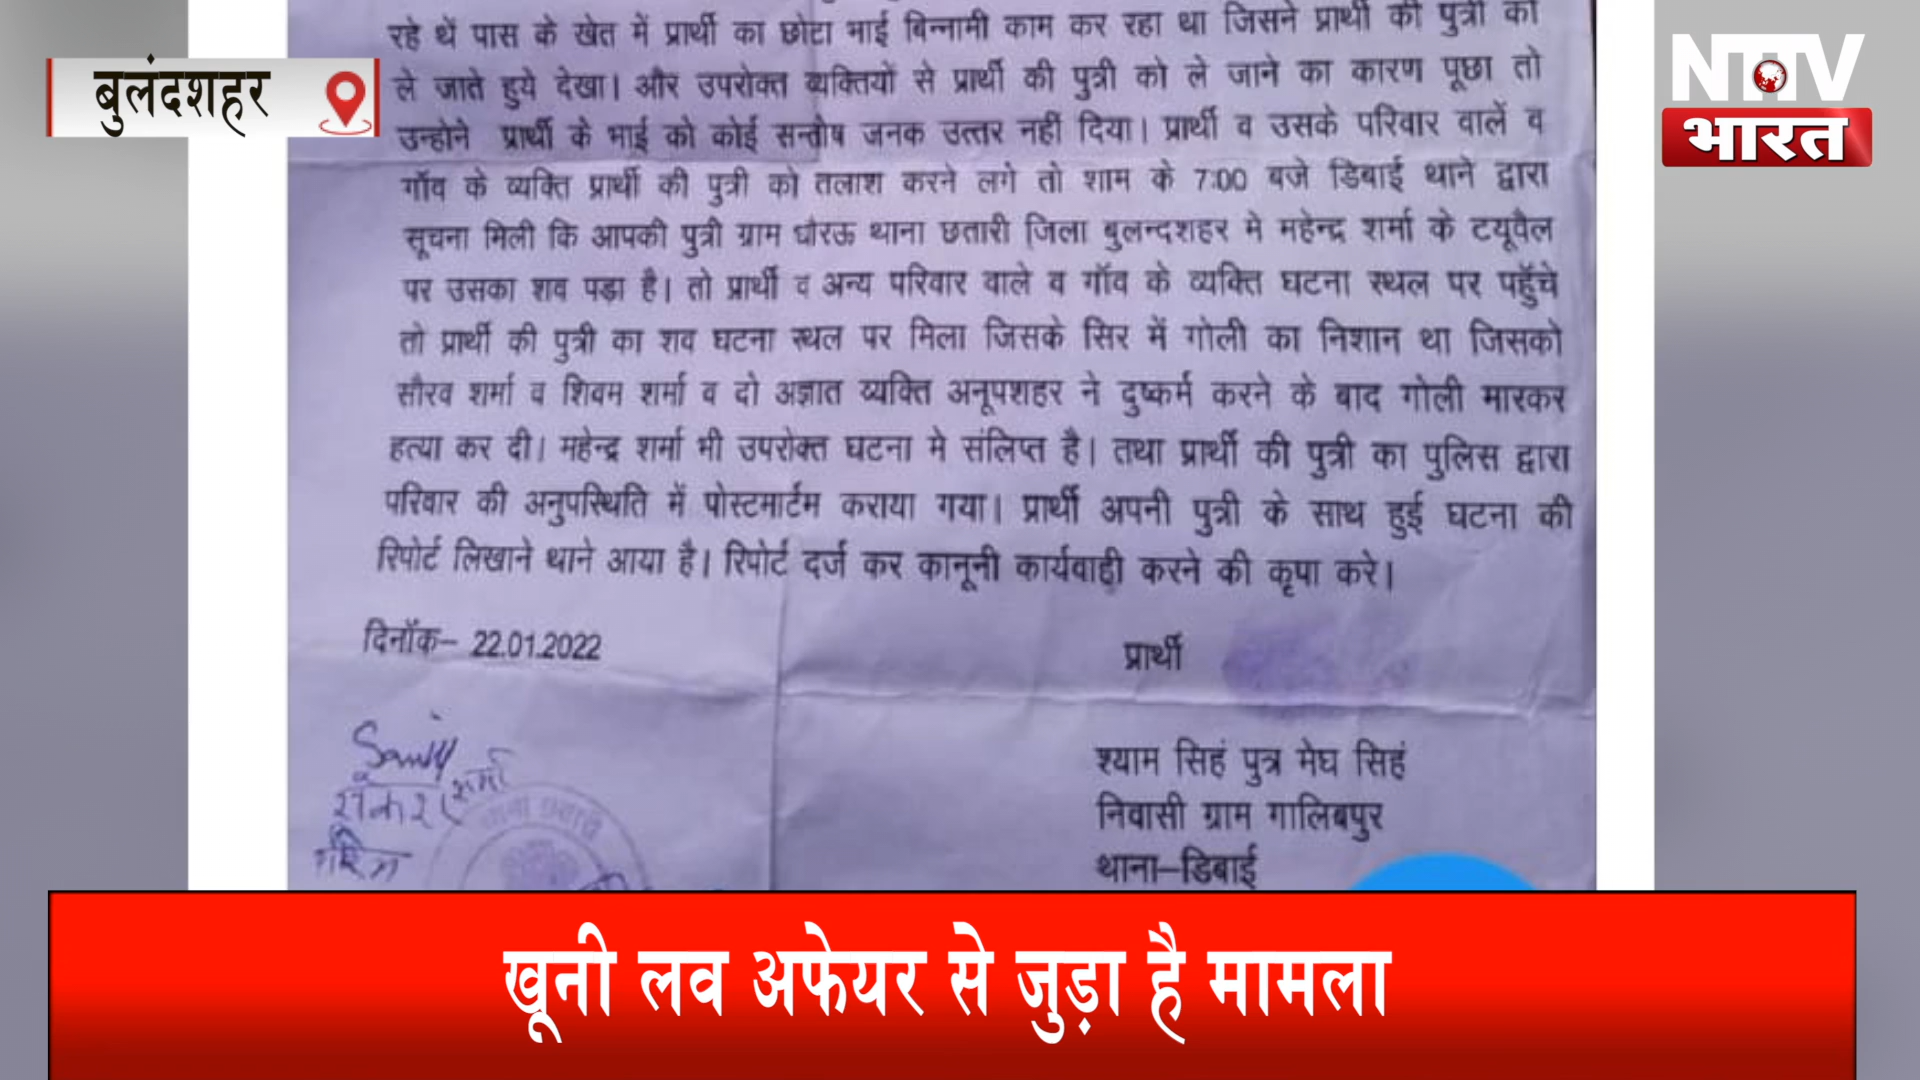 बुलंदशहर
NTTV
भारत
रहे थें पास के खेत में प्रार्थी का छोटा भाई बिन्नामी काम कर रहा था जिसने प्रार्थी की पुत्री को
ले जाते हुये देखा। और उपरोक्त व्यक्तियों से प्रार्थी की पुत्री को ले जाने का कारण पूछा तो
उन्होने प्रार्थी के भाई को कोई सन्तोष जनक उत्तर नहीं दिया। प्रार्थी व उसके परिवार वालें व
गॉव के व्यक्ति प्रार्थी की पुत्री को तलाश करने लगे तो शाम के 7:00 बजे डिबाई थाने द्वारा
सूचना मिली कि आपकी पुत्री ग्राम धौरऊ थाना छतारी जिला बुलन्दशहर मे महेन्द्र शर्मा के टयूवैल
पर उसका शव पडा है। तो प्रार्थी व अन्य परिवार वाले व गॉव के व्यक्ति घटना स्थल पर पहुॅचे
तो प्रार्थी की पुत्री का शव घटना स्थल पर मिला जिसके सिर में गोली का निशान था जिसको
सौरव शर्मा व शिवम शर्मा व दो अज्ञात व्यक्ति अनूपशहर ने दुष्कर्म करने के बाद गोली मारकर
हत्या कर दी। महेन्द्र शर्मा भी उपरोक्त घटना मे संलिप्त है। तथा प्रार्थी की पुत्री का पुलिस द्वारा
परिवार की अनुपस्थिति में पोस्टमार्टम कराया गया। प्रार्थी अपनी पुत्री के साथ हुई घटना की
रिपोर्ट लिखाने थाने आया है। रिपोर्ट दर्ज कर कानूनी कार्यवाही करने की कृपा करे।
दिनॉक– 22.01.2022
प्रार्थी
श्याम सिहं पुत्र मेघ सिहं
निवासी ग्राम गालिबपुर
थाना–डिबाई
शर्मा
खूनी लव अफेयर से जुड़ा है मामला